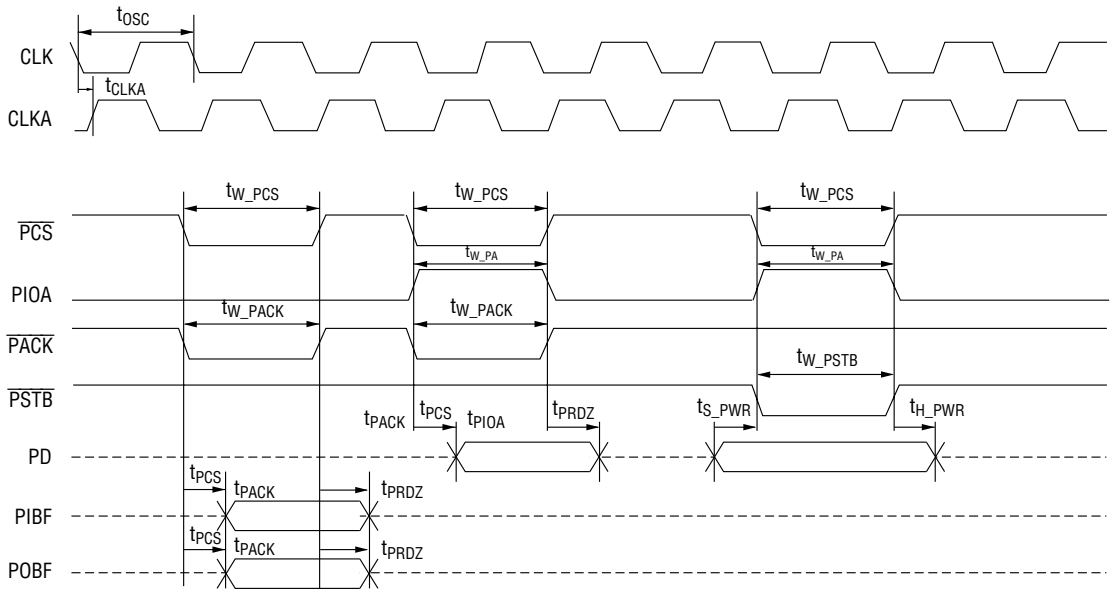 tOSC
CLK
tCLKA
CLKA
tW_PCS tW_PCS tW_PCS
PCS
tW_PA tW_PA
PIOA
tW_PACK tW_PACK
PACK
tW_PSTB
PSTB
tPACK tPCS tPIOA tPRDZ tS_PWR tH_PWR
PD
tPCS tPACK tPRDZ
PIBF
tPCS tPACK tPRDZ
POBF